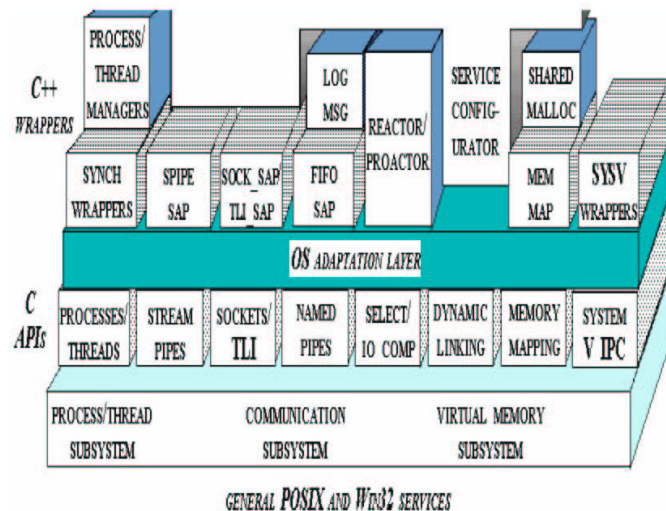 PROCESS/
THREAD
MANAGERS
C++
WRAPPERS
LOG
MSG
REACTOR/
PROACTOR
SERVICE
CONFIG-
URATOR
SHARED
MALLOC
SYNCH
WRAPPERS
SPIPE
SAP
SOCK_SAP/
TLI_SAP
FIFO
SAP
MEM
MAP
SYSV
WRAPPERS
OS ADAPTATION LAYER
C
APIs
PROCESSES/
THREADS
STREAM
PIPES
SOCKETS/
TLI
NAMED
PIPES
SELECT/
IO COMP
DYNAMIC
LINKING
MEMORY
MAPPING
SYSTEM
V IPC
PROCESS/THREAD
SUBSYSTEM
COMMUNICATION
SUBSYSTEM
VIRTUAL MEMORY
SUBSYSTEM
GENERAL POSIX AND WIN32 SERVICES